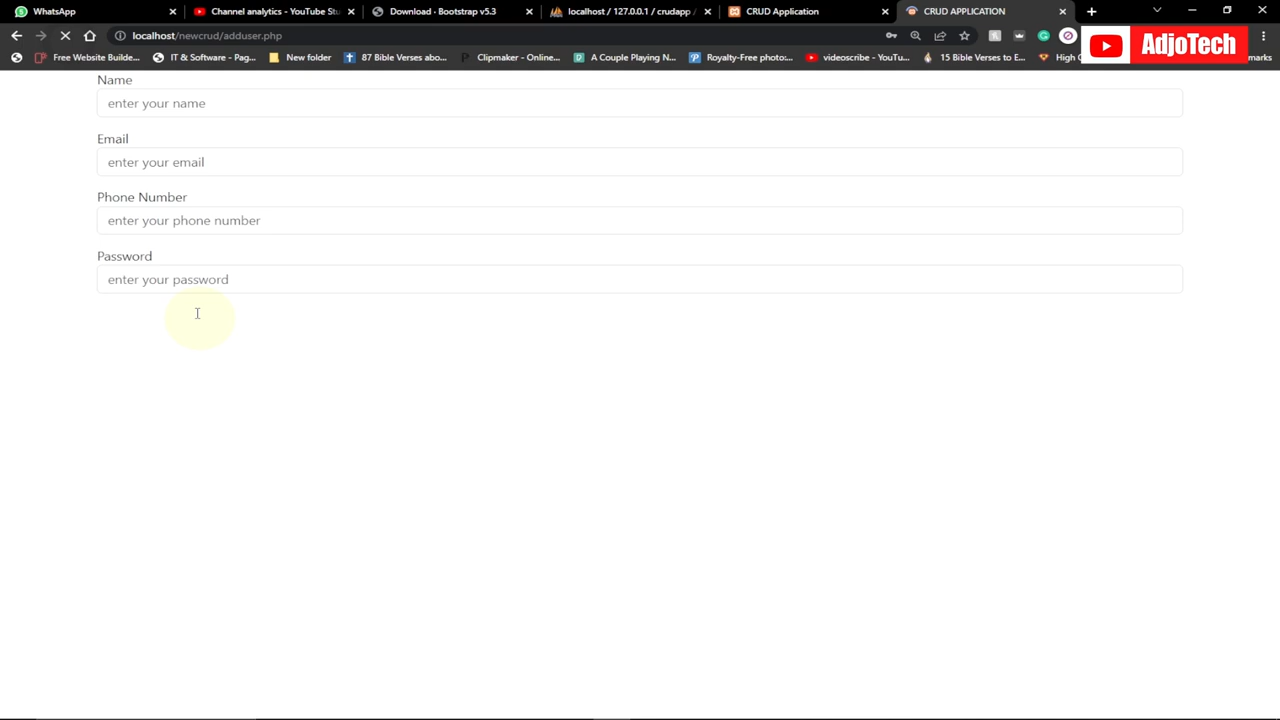 WhatsApp
Channel analytics - YouTube Stu
Download · Bootstrap v5.3
localhost / 127.0.0.1 / crudapp /
CRUD Application
CRUD APPLICATION
localhost/newcrud/adduser.php
Free Website Builde...
IT & Software - Pag...
New folder
87 Bible Verses abo...
Clipmaker - Online...
A Couple Playing N...
Royalty-Free photo:...
videoscribe - YouTu...
15 Bible Verses to E...
High
marks
AdjoTech
Name
enter your name
Email
enter your email
Phone Number
enter your phone number
Password
enter your password